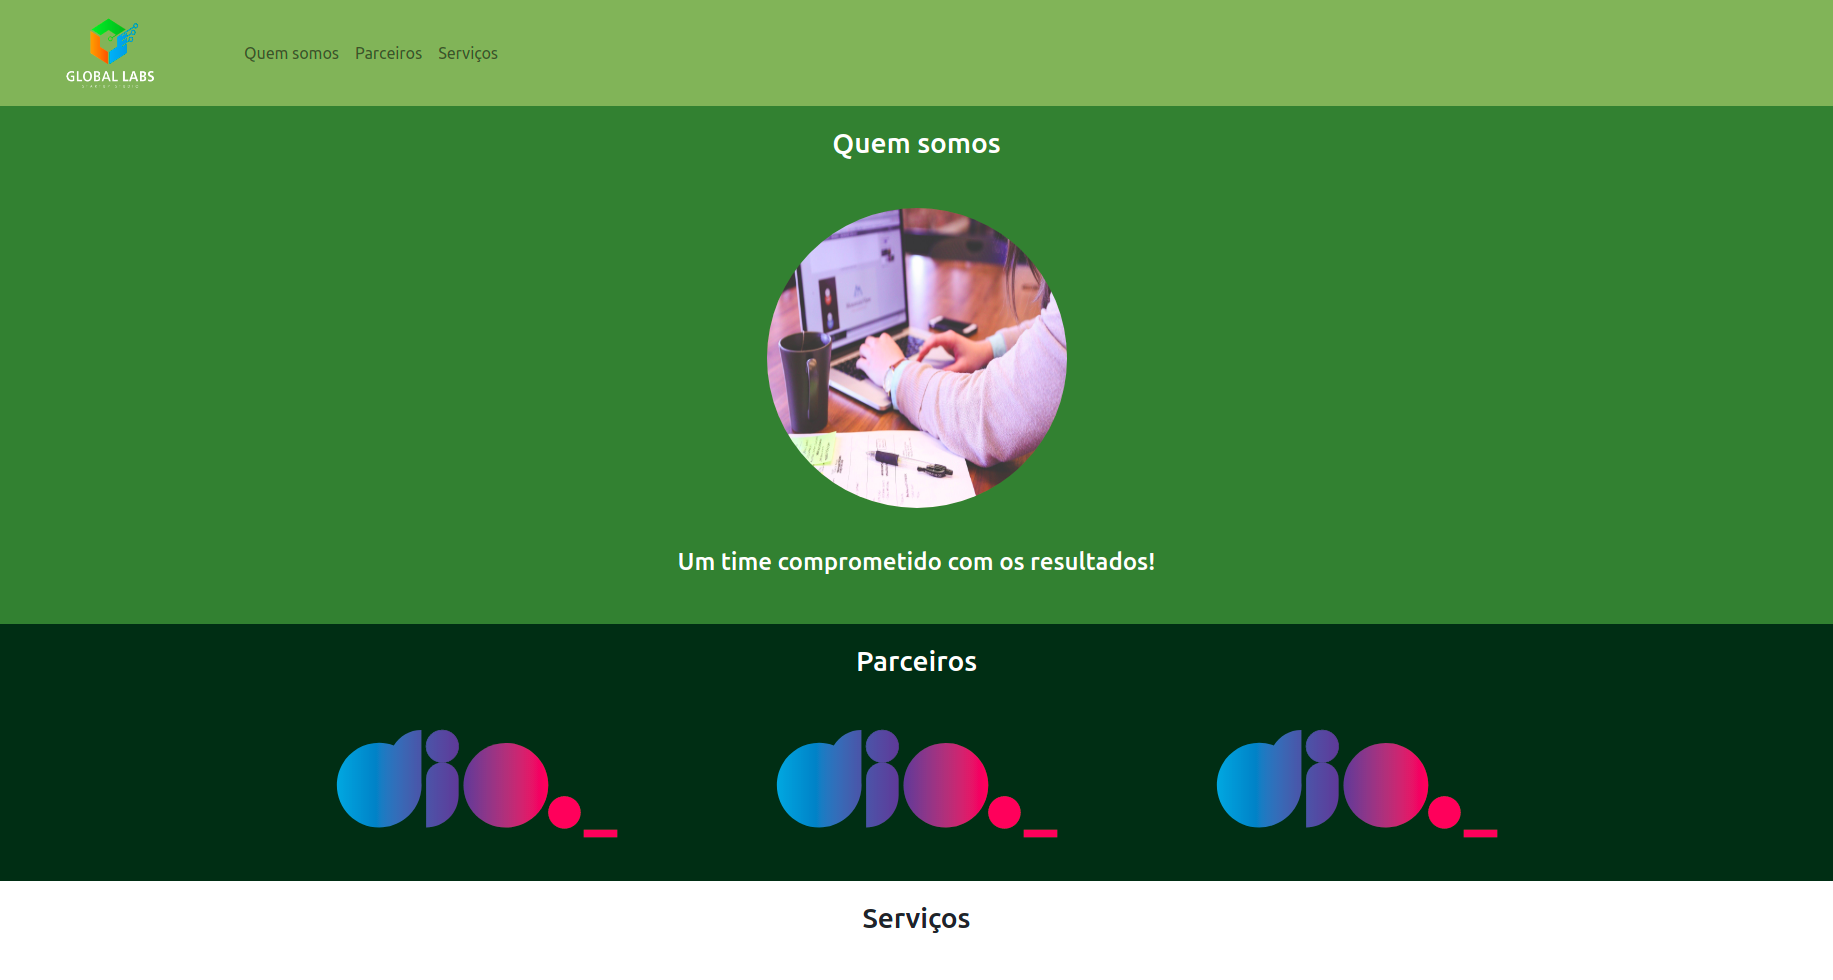 GLOBAL LABS
Quem somos Parceiros Serviços
Quem somos
Um time comprometido com os resultados!
Parceiros
dio._ dio._ dio._
Serviços